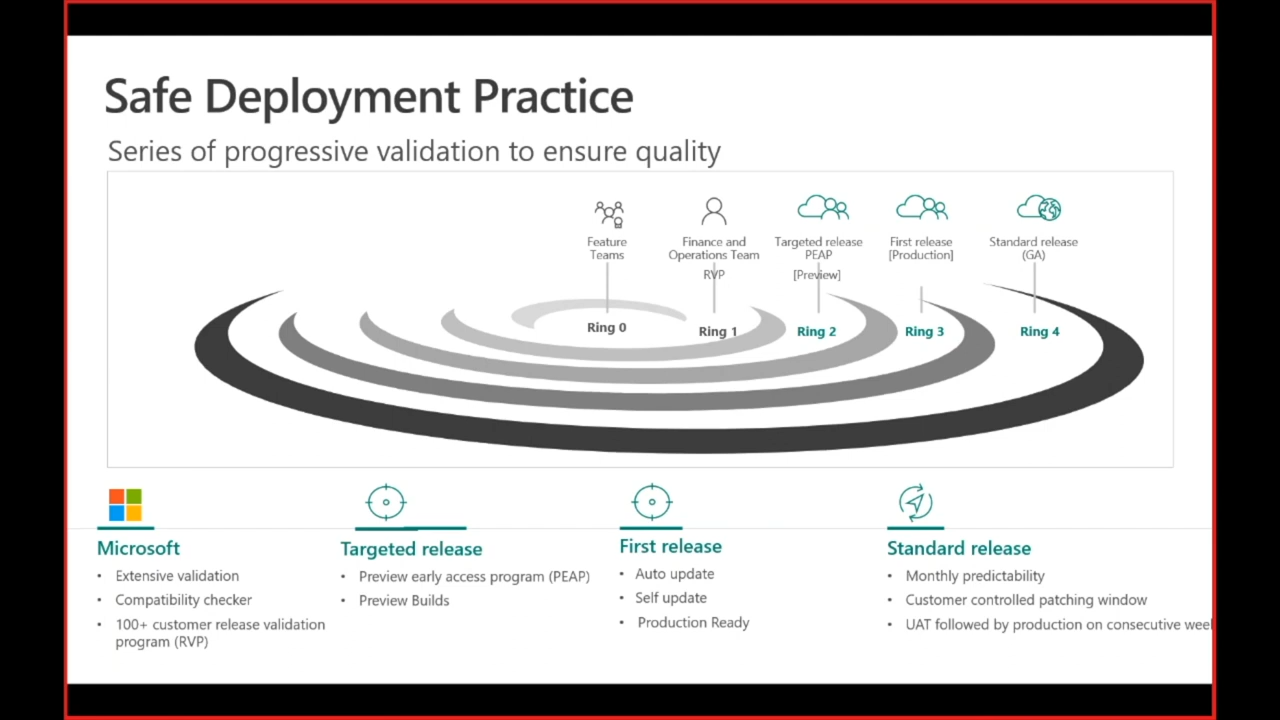 Safe Deployment Practice
Series of progressive validation to ensure quality
Feature
Teams
Finance and
Operations Team
RVP
Targeted release
PEAP
[Preview]
First release
[Production]
Standard release
(GA)
Ring 0
Ring 1
Ring 2
Ring 3
Ring 4
Microsoft
• Extensive validation
• Compatibility checker
• 100+ customer release validation
program (RVP)
Targeted release
• Preview early access program (PEAP)
• Preview Builds
First release
• Auto update
• Self update
• Production Ready
Standard release
• Monthly predictability
• Customer controlled patching window
• UAT followed by production on consecutive